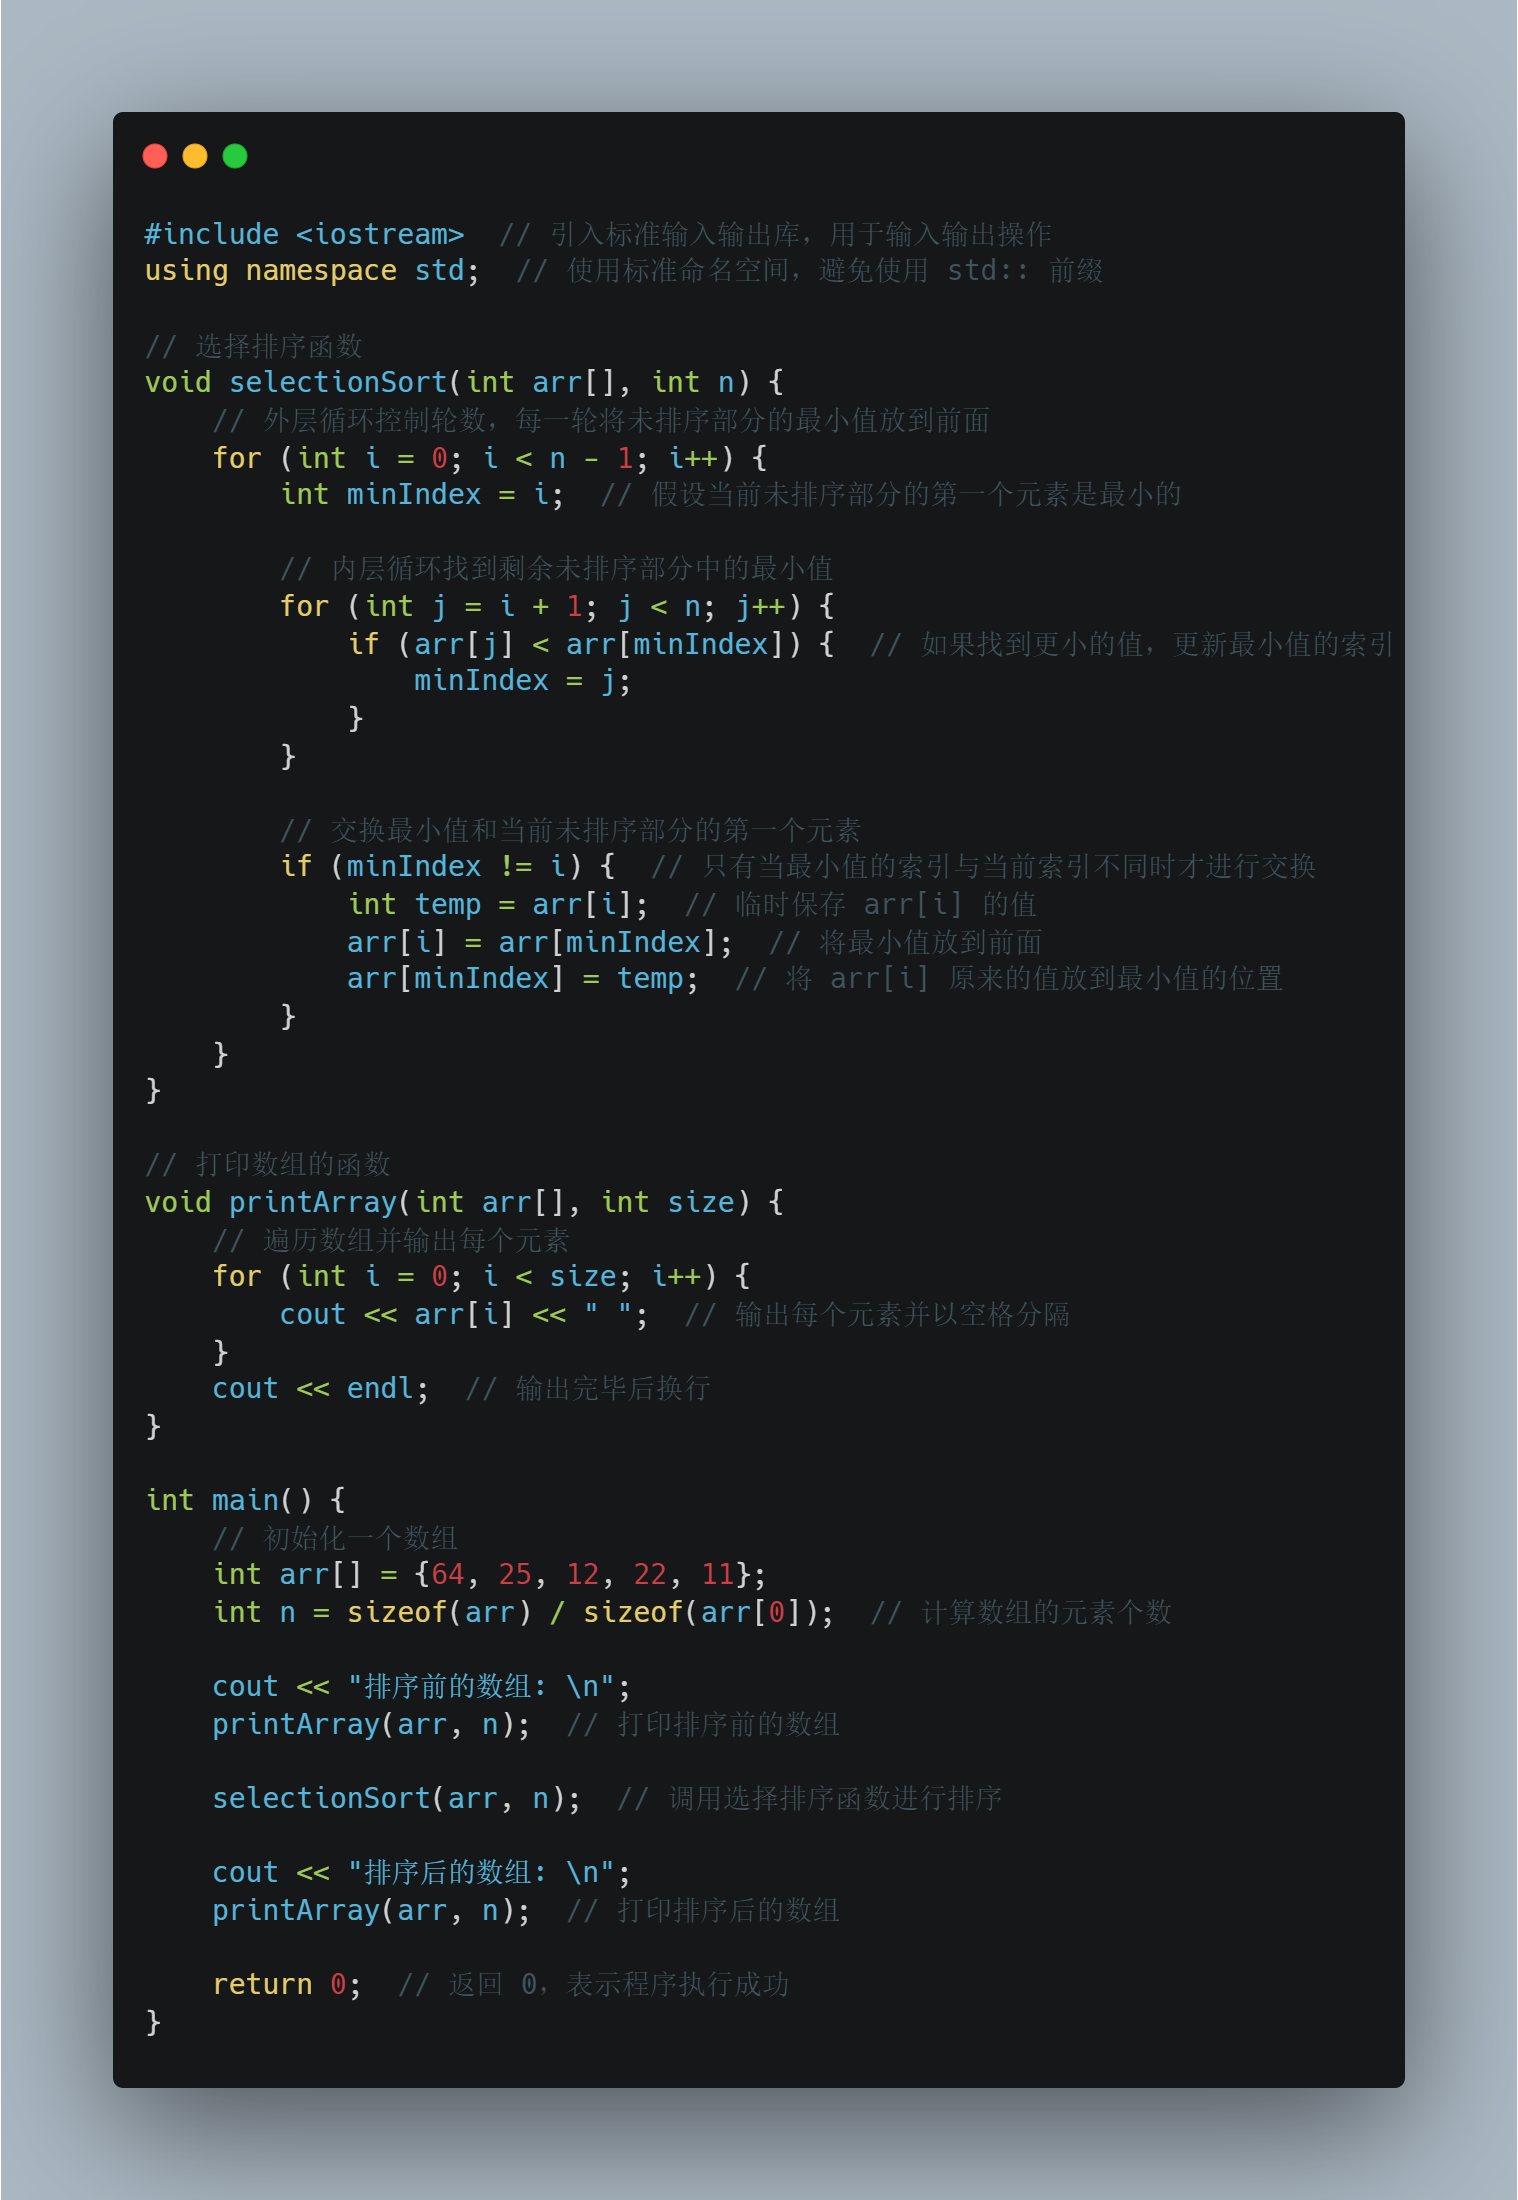 #include <iostream>  // 引入标准输入输出库，用于输入输出操作
using namespace std;  // 使用标准命名空间，避免使用 std:: 前缀

// 选择排序函数
void selectionSort(int arr[], int n) {
    // 外层循环控制轮数，每一轮将未排序部分的最小值放到前面
    for (int i = 0; i < n - 1; i++) {
        int minIndex = i;  // 假设当前未排序部分的第一个元素是最小的

        // 内层循环找到剩余未排序部分中的最小值
        for (int j = i + 1; j < n; j++) {
            if (arr[j] < arr[minIndex]) {  // 如果找到更小的值，更新最小值的索引
                minIndex = j;
            }
        }

        // 交换最小值和当前未排序部分的第一个元素
        if (minIndex != i) {  // 只有当最小值的索引与当前索引不同时才进行交换
            int temp = arr[i];  // 临时保存 arr[i] 的值
            arr[i] = arr[minIndex];  // 将最小值放到前面
            arr[minIndex] = temp;  // 将 arr[i] 原来的值放到最小值的位置
        }
    }
}

// 打印数组的函数
void printArray(int arr[], int size) {
    // 遍历数组并输出每个元素
    for (int i = 0; i < size; i++) {
        cout << arr[i] << " ";  // 输出每个元素并以空格分隔
    }
    cout << endl;  // 输出完毕后换行
}

int main() {
    // 初始化一个数组
    int arr[] = {64, 25, 12, 22, 11};
    int n = sizeof(arr) / sizeof(arr[0]);  // 计算数组的元素个数

    cout << "排序前的数组: \n";
    printArray(arr, n);  // 打印排序前的数组

    selectionSort(arr, n);  // 调用选择排序函数进行排序

    cout << "排序后的数组: \n";
    printArray(arr, n);  // 打印排序后的数组

    return 0;  // 返回 0，表示程序执行成功
}